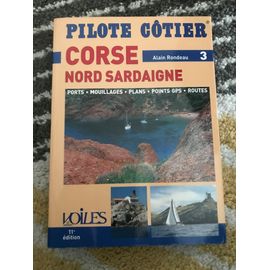 PILOTE CÔTIER
CORSE
Alain Rondeau 3
NORD SARDAIGNE
PORTS • MOUILLAGES • PLANS • POINTS GPS • ROUTES
VOILES
11e
édition